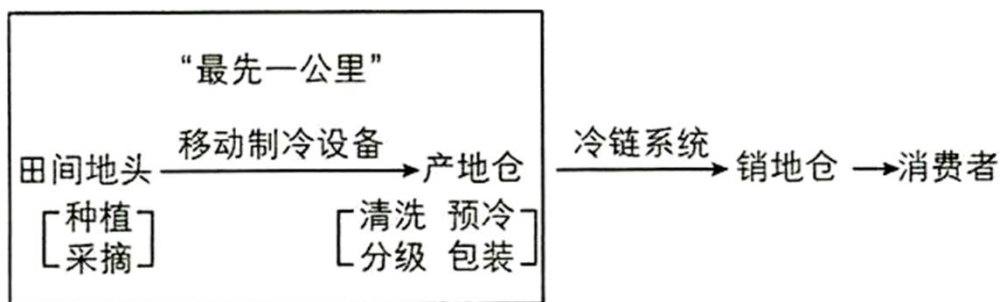 “最先一公里”
移动制冷设备
冷链系统
田间地头
产地仓
销地仓
消费者
种植
采摘
清洗 预冷
分级 包装